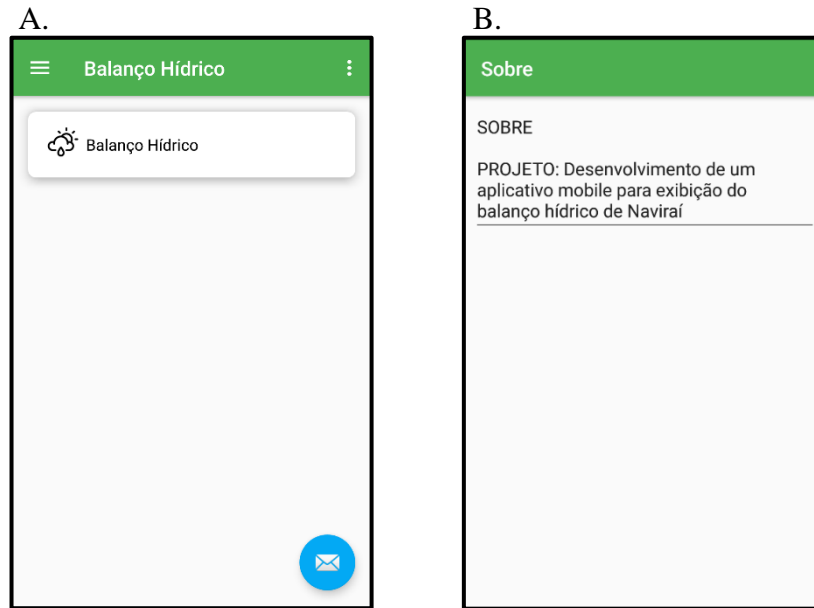 A.
Balanço Hídrico
Balanço Hídrico
B.
Sobre
SOBRE
PROJETO: Desenvolvimento de um
aplicativo mobile para exibição do
balanço hídrico de Naviraí